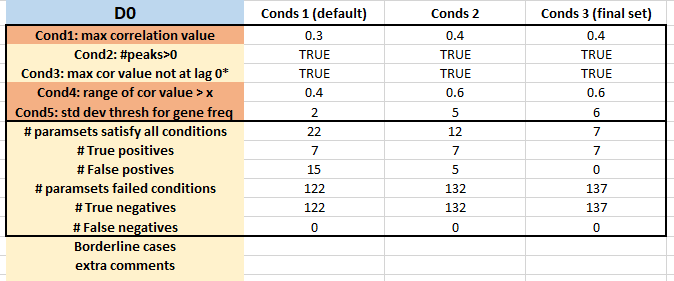 D0 Conds 1 (default) Conds 2 Conds 3 (final set)
Cond1: max correlation value 0.3 0.4 0.4
Cond2: #peaks>0 TRUE TRUE TRUE
Cond3: max cor value not at lag 0* TRUE TRUE TRUE
Cond4: range of cor value > x 0.4 0.6 0.6
Cond5: std dev thresh for gene freq 2 5 6
# paramsets satisfy all conditions 22 12 7
# True postives 7 7 7
# False postives 15 5 0
# paramsets failed conditions 122 132 137
# True negatives 122 132 137
# False negatives 0 0 0
Borderline cases
extra comments